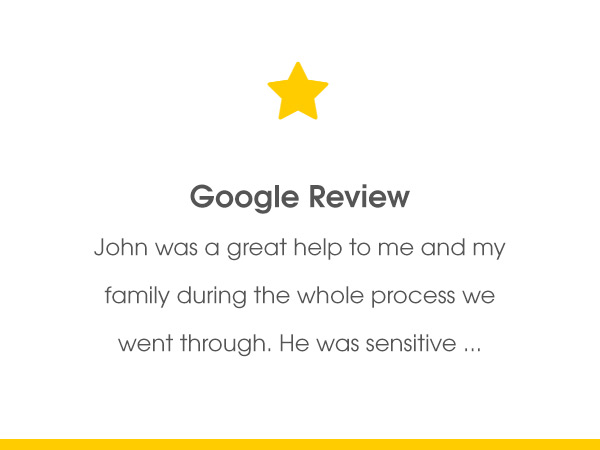 Google Review
John was a great help to me and my
family during the whole process we
went through. He was sensitive ...